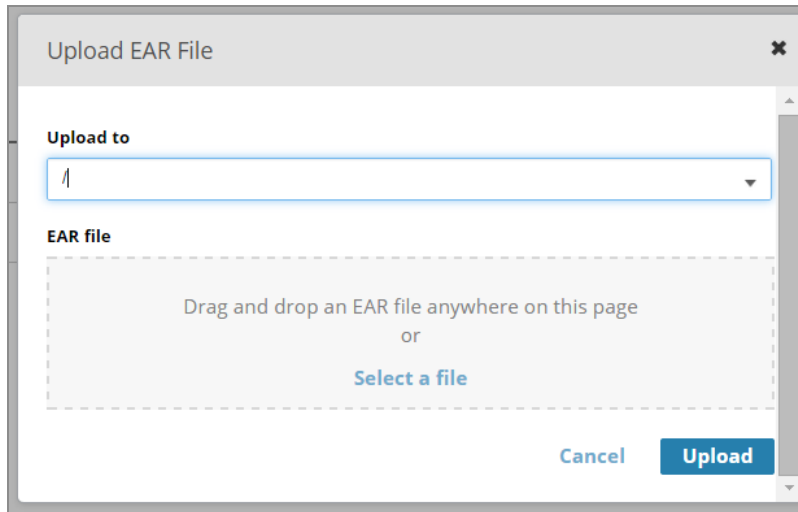 Upload EAR File
Upload to
/
EAR file
Drag and drop an EAR file anywhere on this page
or
Select a file
Cancel Upload